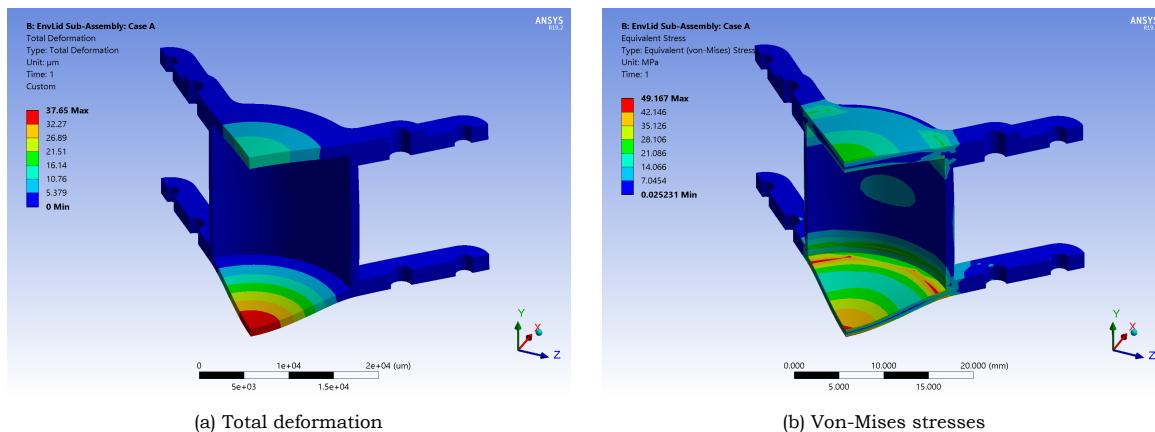 B: EnvLid Sub-Assembly: Case A
Total Deformation
Type: Total Deformation
Unit: µm
Time: 1
Custom
37.65 Max
32.27
26.89
21.51
16.14
10.76
5.379
0 Min
ANSYS
R19.2
Y
X
Z
0 1e+04 2e+04 (um)
5e+03 1.5e+04
(a) Total deformation
B: EnvLid Sub-Assembly: Case A
Equivalent Stress
Type: Equivalent (von-Mises) Stress
Unit: MPa
Time: 1
49.167 Max
42.146
35.126
28.106
21.086
14.066
7.0454
0.025231 Min
ANSYS
R19.2
Y
X
Z
0.000 10.000 20.000 (mm)
5.000 15.000
(b) Von-Mises stresses